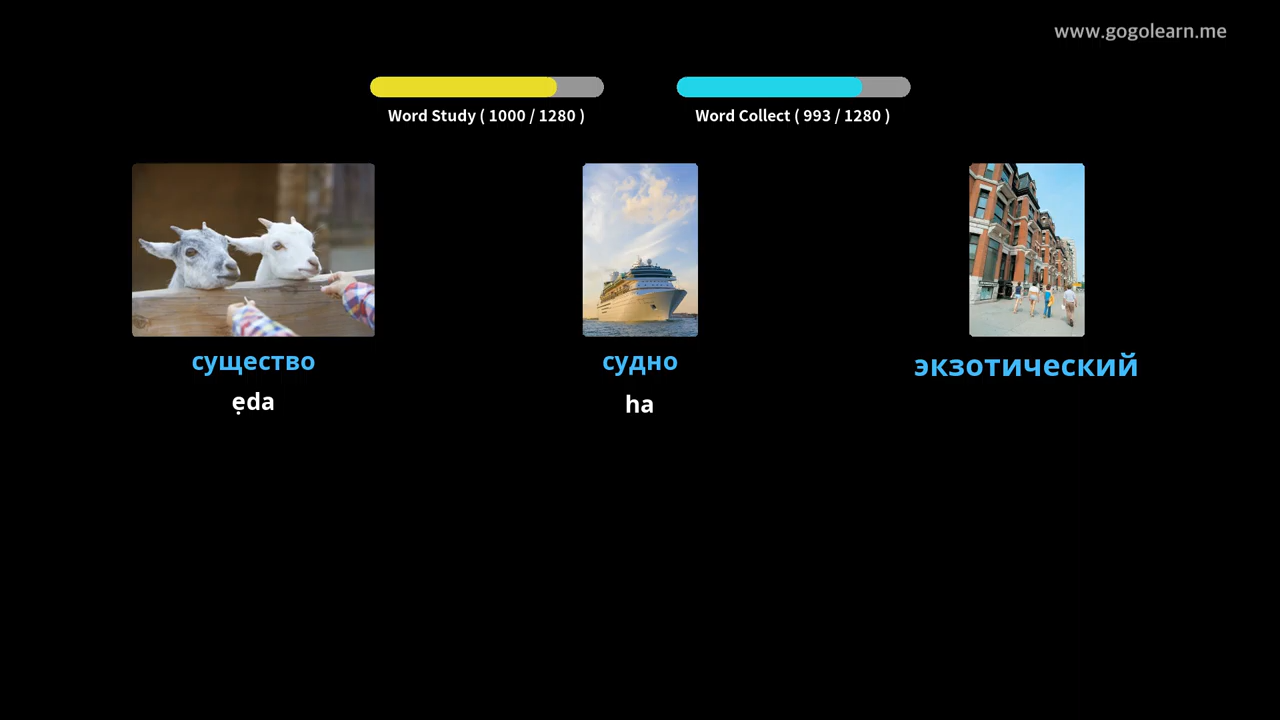 www.gogolearn.me
Word Study ( 1000 / 1280 )
Word Collect ( 993 / 1280 )
существо
судно
экзотический
ẹda
ha